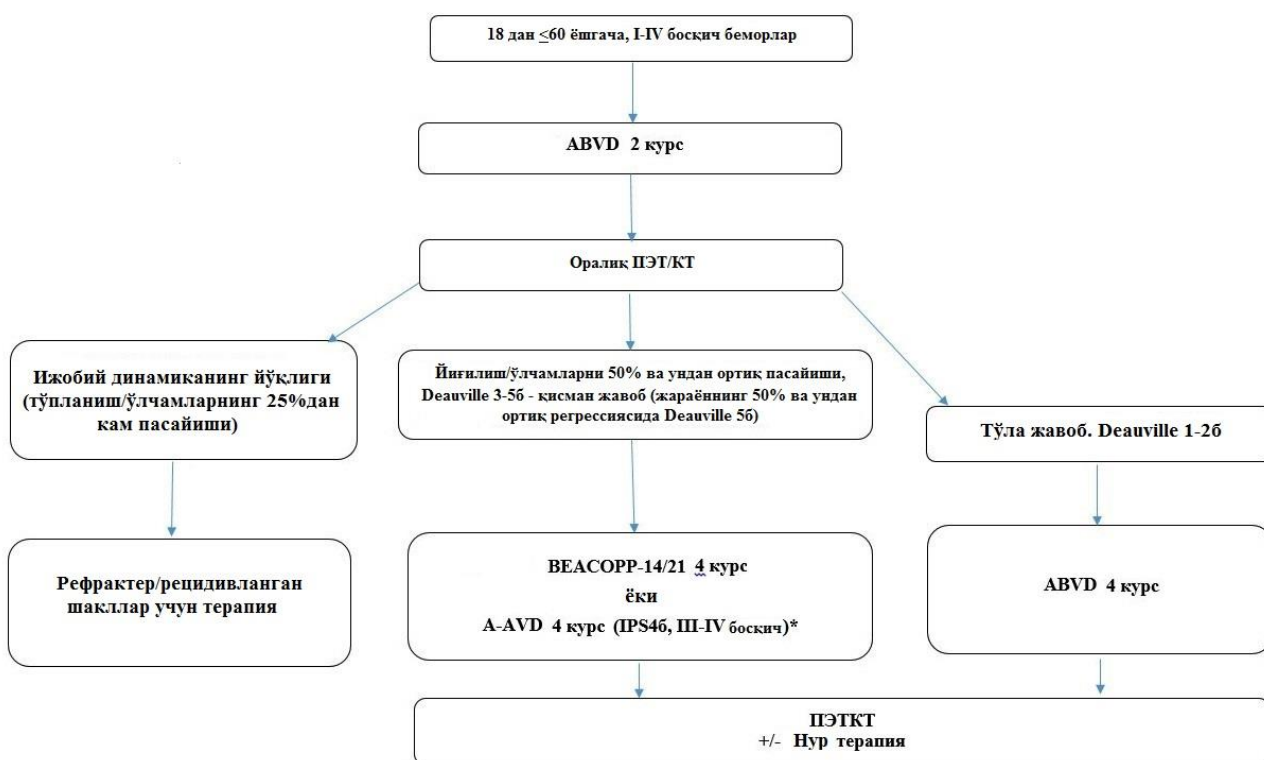 18 дан ≤60 ёшгача, I-IV босқич беморлар
ABVD 2 курс
Оралиқ ПЭТ/КТ
Ижобий динамиканинг йўқлиги
(тўпланиш/ўлчамларнинг 25%дан
кам пасайиши)
Йиғилиш/ўлчамларни 50% ва ундан ортиқ пасайиши,
Deauville 3-5б - қисман жавоб (жараённинг 50% ва ундан
ортиқ регрессиясида Deauville 5б)
Тўла жавоб. Deauville 1-2б
Рефрактер/рецидивланган
шакллар учун терапия
BEACOPP-14/21 4 курс
ёки
A-AVD 4 курс (IPS4б, III-IV босқич)*
ABVD 4 курс
ПЭТКТ
+/- Нур терапия